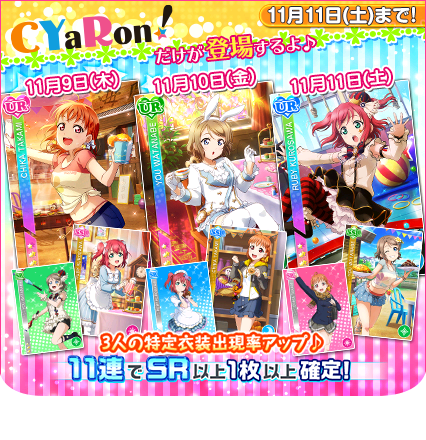 11月11日(土)まで!
CYaRon!
だけが登場するよ♪
11月9日(木)
11月10日(金)
11月11日(土)
UR
UR
UR
CHIKA TAKAMI
YOU WATANABE
RUBY KUROSAWA
SSR
SSR
3人の特定衣装出現率アップ♪
11連でSR以上1枚以上確定!